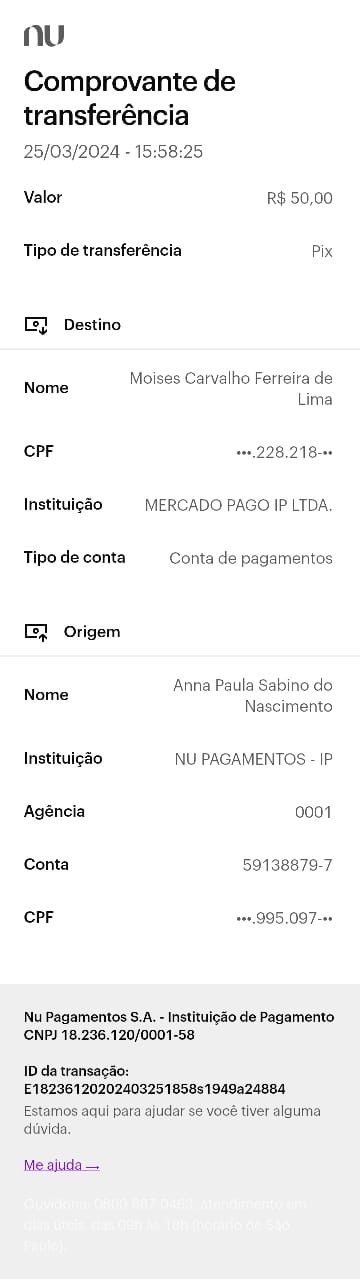 nu
Comprovante de
transferência
25/03/2024 - 15:58:25
Valor R$ 50,00
Tipo de transferência Pix
Destino
Nome Moises Carvalho Ferreira de
Lima
CPF •••.228.218-••
Instituição MERCADO PAGO IP LTDA.
Tipo de conta Conta de pagamentos
Origem
Nome Anna Paula Sabino do
Nascimento
Instituição NU PAGAMENTOS - IP
Agência 0001
Conta 59138879-7
CPF •••.995.097-••
Nu Pagamentos S.A. - Instituição de Pagamento
CNPJ 18.236.120/0001-58
ID da transação:
E18236120202403251858s1949a24884
Estamos aqui para ajudar se você tiver alguma
dúvida.
Me ajuda →
Ouvidoria: 0800 887 0463, atendimento em
dias úteis, das 09h às 18h (horário de São
Paulo).